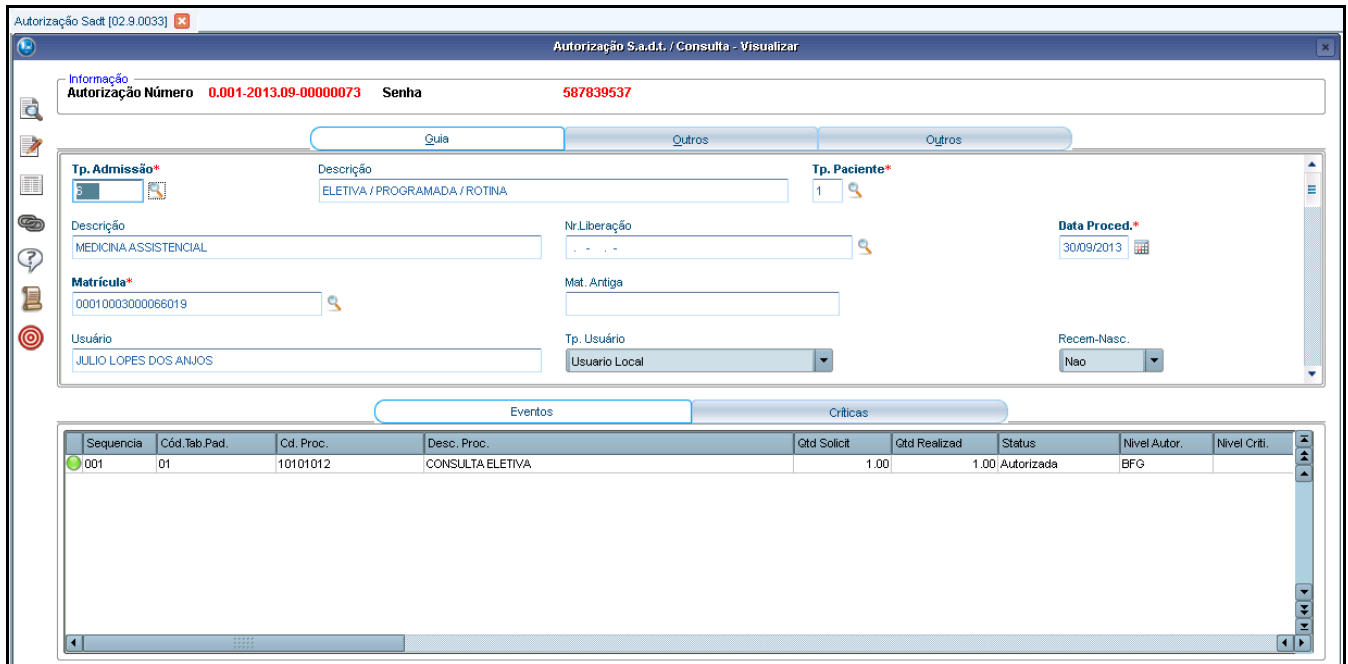 Autorização Sadt [02.9.0033]
Autorização S.a.d.t. / Consulta - Visualizar
Informação
Autorização Número 0.001-2013.09-00000073 Senha 587839537
Guia Outros Outros
Tp. Admissão* Descrição Tp. Paciente*
ELETIVA / PROGRAMADA / ROTINA 1
Descrição Nr.Liberação Data Proced.*
MEDICINA ASSISTENCIAL . - . - 30/09/2013
Matrícula* Mat. Antiga
00010003000066019
Usuário Tp. Usuário Recem-Nasc.
JULIO LOPES DOS ANJOS Usuario Local Nao
Eventos Críticas
Sequencia Cód.Tab.Pad. Cd. Proc. Desc. Proc. Qtd Solicit Qtd Realizad Status Nivel Autor. Nivel Criti.
001 01 10101012 CONSULTA ELETIVA 1.00 1.00 Autorizada BFG